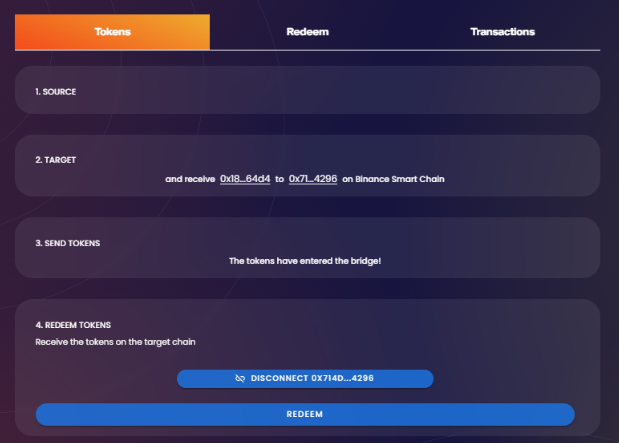 Tokens Redeem Transactions
1. SOURCE
2. TARGET
and receive 0x18...64d4 to 0x71...4296 on Binance Smart Chain
3. SEND TOKENS
The tokens have entered the bridge!
4. REDEEM TOKENS
Receive the tokens on the target chain
DISCONNECT 0X714D...4296
REDEEM